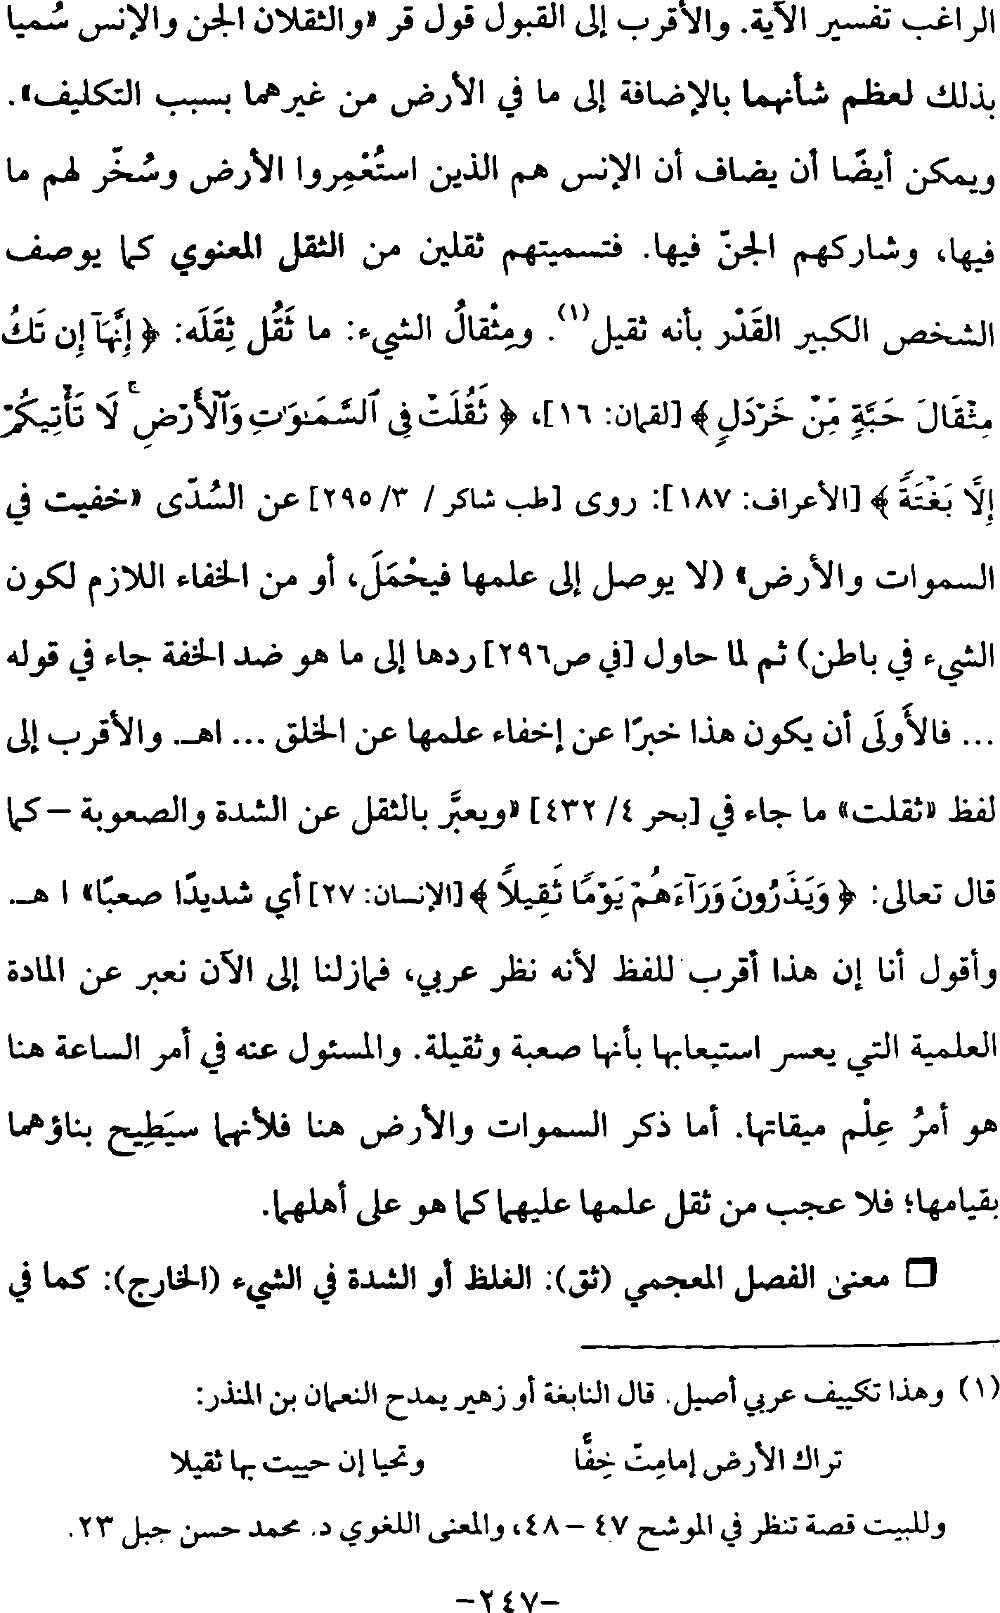 الراغب تفسير الآية. والأقرب إلى القبول قول قر «والثقلان الجن والإنس سُميا
بذلك لعظم شأنهما بالإضافة إلى ما في الأرض من غيرهما بسبب التكليف».
ويمكن أيضًا أن يضاف أن الإنس هم الذين استُعْمِروا الأرض وسُخّر لهم ما
فيها، وشاركهم الجنّ فيها. فتسميتهم ثقلين من الثقل المعنوي كما يوصف
الشخص الكبير القَدْر بأنه ثقيل(١). ومِثْقالُ الشيء: ما ثَقُل ثِقَلَه: ﴿إِنَّهَآ إِن تَكُ
مِثْقَالَ حَبَّةٍ مِّنْ خَرْدَلٍ﴾ [لقمان: ١٦]، ﴿ثَقُلَتْ فِي ٱلسَّمَـٰوَٰتِ وَٱلْأَرْضِ ۚ لَا تَأْتِيكُمْ
إِلَّا بَغْتَةً﴾ [الأعراف: ١٨٧]: روى [طب شاكر / ٣/ ٢٩٥] عن السُدّى «خفيت في
السموات والأرض» (لا يوصل إلى علمها فيحْمَلَ، أو من الخفاء اللازم لكون
الشيء في باطن) ثم لما حاول [في ص٢٩٦] ردها إلى ما هو ضد الخفة جاء في قوله
... فالأَولَى أن يكون هذا خبرًا عن إخفاء علمها عن الخلق ... اهـ. والأقرب إلى
لفظ «ثقلت» ما جاء في [بحر ٤/ ٤٣٢] «ويعبَّر بالثقل عن الشدة والصعوبة – كما
قال تعالى: ﴿وَيَذَرُونَ وَرَآءَهُمْ يَوْمًا ثَقِيلًا﴾ [الإنسان: ٢٧] أي شديدًا صعبًا» ا هـ.
وأقول أنا إن هذا أقرب للفظ لأنه نظر عربي، فمازلنا إلى الآن نعبر عن المادة
العلمية التي يعسر استيعابها بأنها صعبة وثقيلة. والمسئول عنه في أمر الساعة هنا
هو أمرُ عِلْم ميقاتها. أما ذكر السموات والأرض هنا فلأنهما سيَطِيح بناؤهما
بقيامها؛ فلا عجب من ثقل علمها عليهما كما هو على أهلهما.
□ معنى الفصل المعجمي (ثق): الغلظ أو الشدة في الشيء (الخارج): كما في
(١) وهذا تكييف عربي أصيل. قال النابغة أو زهير يمدح النعمان بن المنذر:
تراك الأرض إمامِتّ خِفًّا وتحيا إن حييت بها ثقيلا
وللبيت قصة تنظر في الموشح ٤٧ – ٤٨، والمعنى اللغوي د. محمد حسن جبل ٢٣.
–٢٤٧–